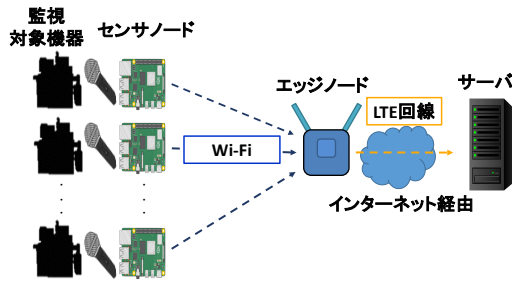 監視
対象機器
センサノード
エッジノード
サーバ
LTE回線
Wi-Fi
インターネット経由